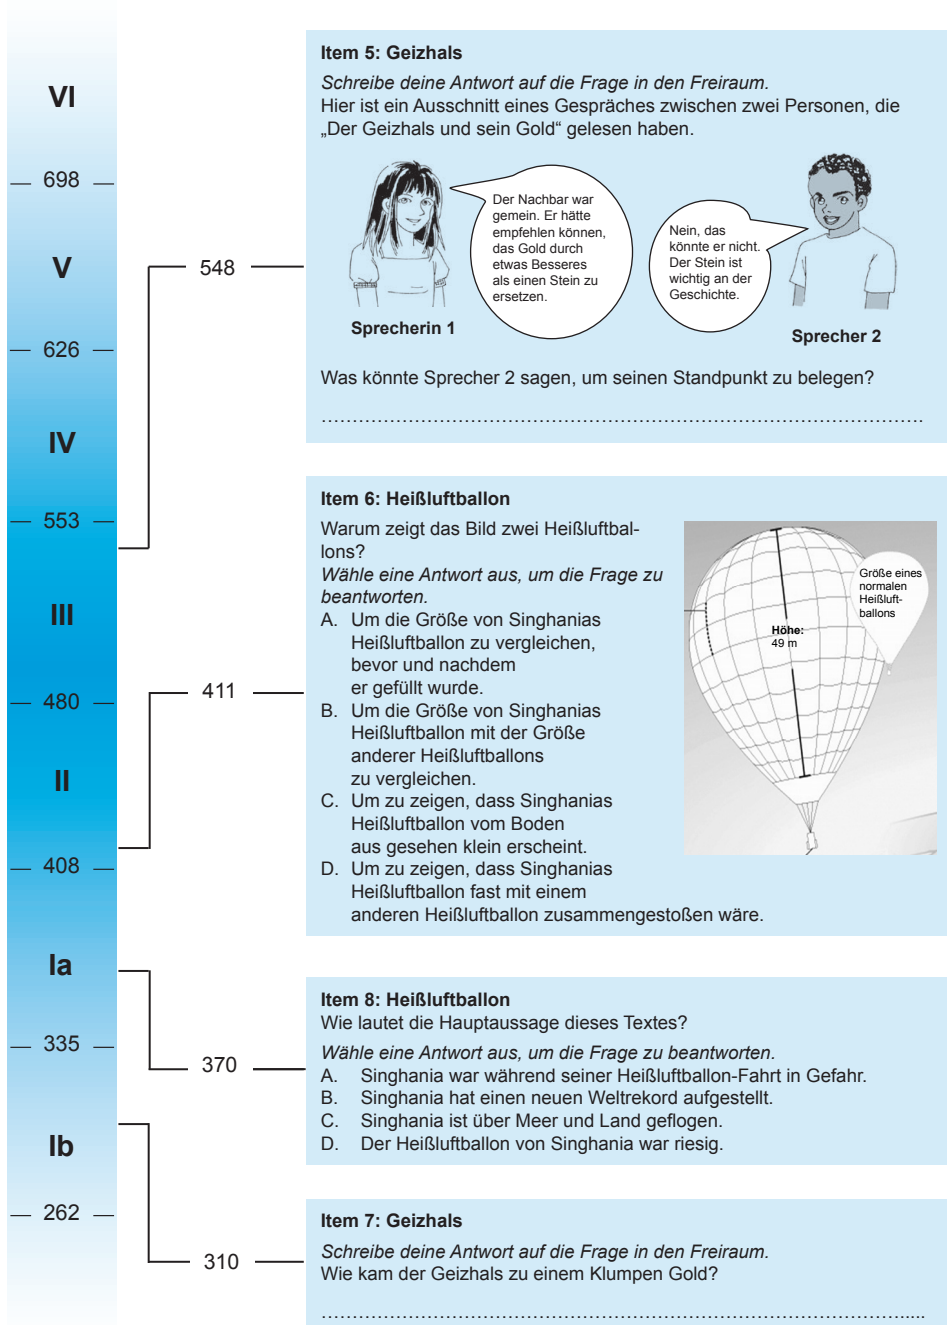 VI
698
V
626
IV
553
III
480
II
408
Ia
335
Ib
262
548
411
370
310
Item 5: Geizhals
Schreibe deine Antwort auf die Frage in den Freiraum.
Hier ist ein Ausschnitt eines Gespräches zwischen zwei Personen, die
„Der Geizhals und sein Gold“ gelesen haben.
Der Nachbar war
gemein. Er hätte
empfehlen können,
das Gold durch
etwas Besseres
als einen Stein zu
ersetzen.
Nein, das
könnte er nicht.
Der Stein ist
wichtig an der
Geschichte.
Sprecherin 1
Sprecher 2
Was könnte Sprecher 2 sagen, um seinen Standpunkt zu belegen?
Item 6: Heißluftballon
Warum zeigt das Bild zwei Heißluftbal-
lons?
Wähle eine Antwort aus, um die Frage zu
beantworten.
A. Um die Größe von Singhanias
Heißluftballon zu vergleichen,
bevor und nachdem
er gefüllt wurde.
B. Um die Größe von Singhanias
Heißluftballon mit der Größe
anderer Heißluftballons
zu vergleichen.
C. Um zu zeigen, dass Singhanias
Heißluftballon vom Boden
aus gesehen klein erscheint.
D. Um zu zeigen, dass Singhanias
Heißluftballon fast mit einem
anderen Heißluftballon zusammengestoßen wäre.
Größe eines
normalen
Heißluft-
ballons
Höhe:
49 m
Item 8: Heißluftballon
Wie lautet die Hauptaussage dieses Textes?
Wähle eine Antwort aus, um die Frage zu beantworten.
A. Singhania war während seiner Heißluftballon-Fahrt in Gefahr.
B. Singhania hat einen neuen Weltrekord aufgestellt.
C. Singhania ist über Meer und Land geflogen.
D. Der Heißluftballon von Singhania war riesig.
Item 7: Geizhals
Schreibe deine Antwort auf die Frage in den Freiraum.
Wie kam der Geizhals zu einem Klumpen Gold?